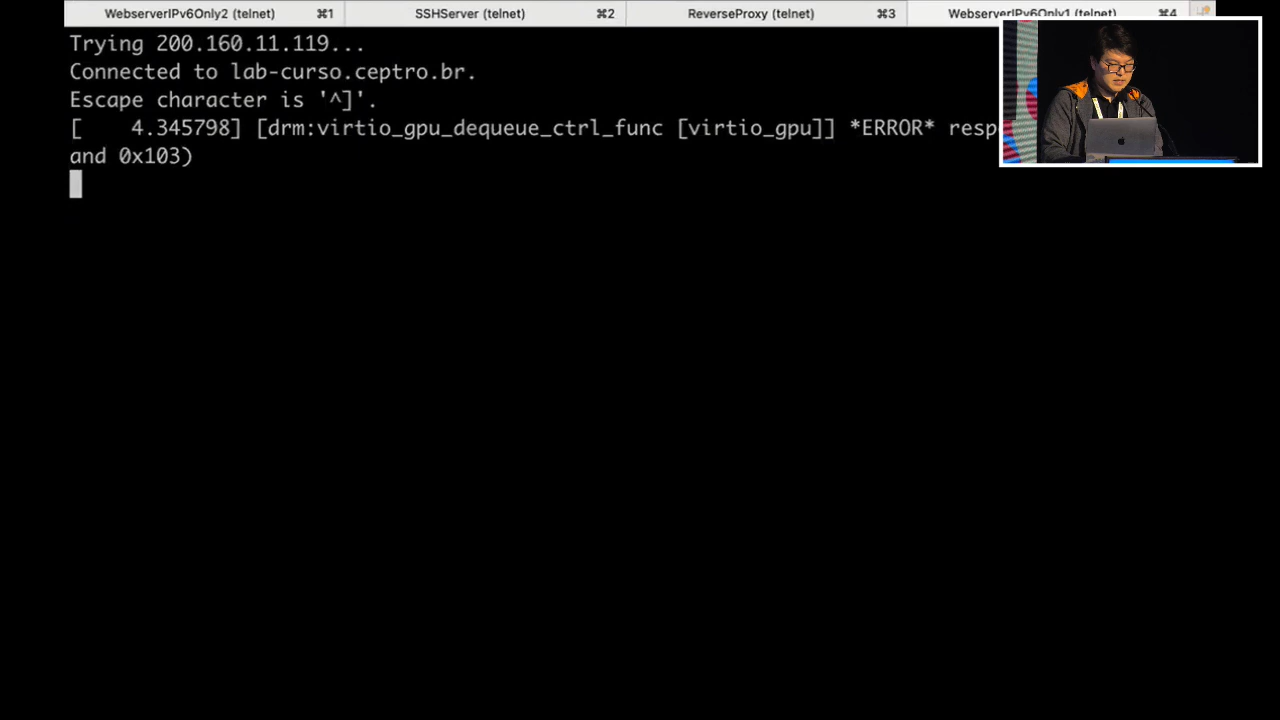 WebserverIPv6Only2 (telnet) ⌘1 SSHServer (telnet) ⌘2 ReverseProxy (telnet) ⌘3 WebserverIPv6Only1 (telnet) ⌘4
Trying 200.160.11.119...
Connected to lab-curso.ceptro.br.
Escape character is '^]'.
[    4.345798] [drm:virtio_gpu_dequeue_ctrl_func [virtio_gpu]] *ERROR* resp
and 0x103)